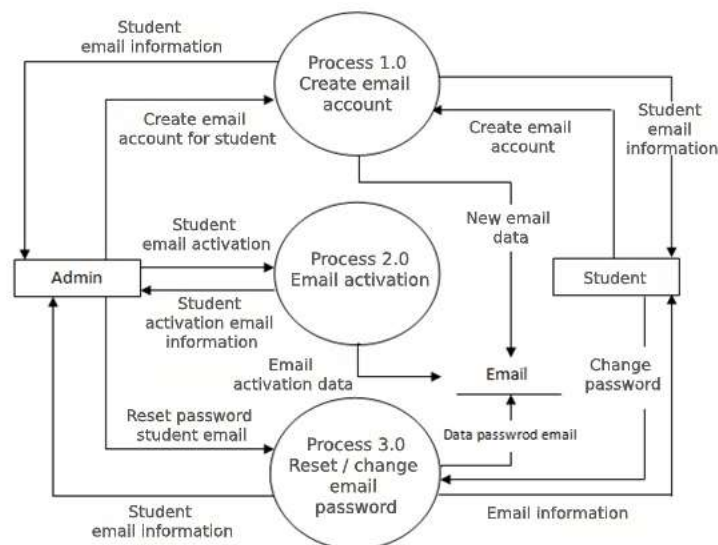 Student
email information
Process 1.0
Create email
account
Create email
account for student
Create email
account
Student
email
information
New email
data
Student
email activation
Process 2.0
Email activation
Admin
Student
Student
activation email
information
Email
activation data
Email
Change
password
Reset password
student email
Process 3.0
Reset / change
email
password
Data passwrod email
Student
email information
Email information